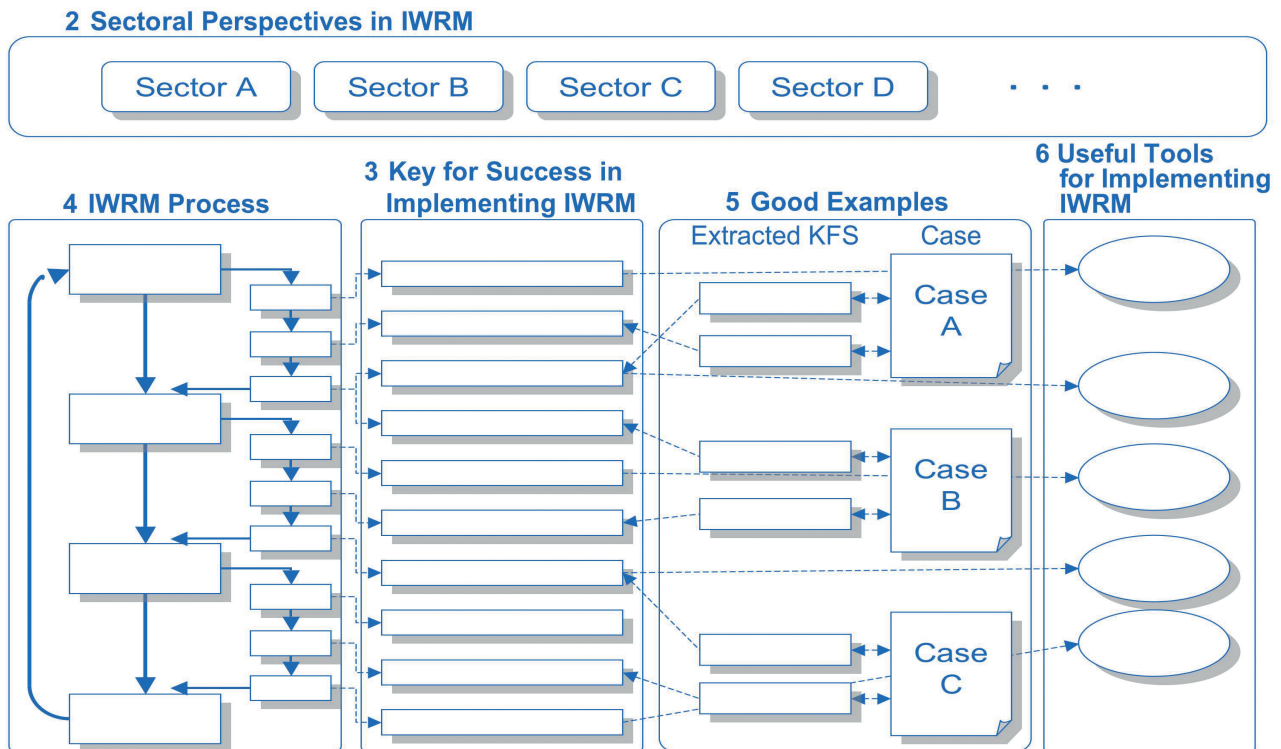 2 Sectoral Perspectives in IWRM
Sector A
Sector B
Sector C
Sector D
. . .
4 IWRM Process
3 Key for Success in
Implementing IWRM
5 Good Examples
Extracted KFS
Case
Case
A
Case
B
Case
C
6 Useful Tools
for Implementing
IWRM